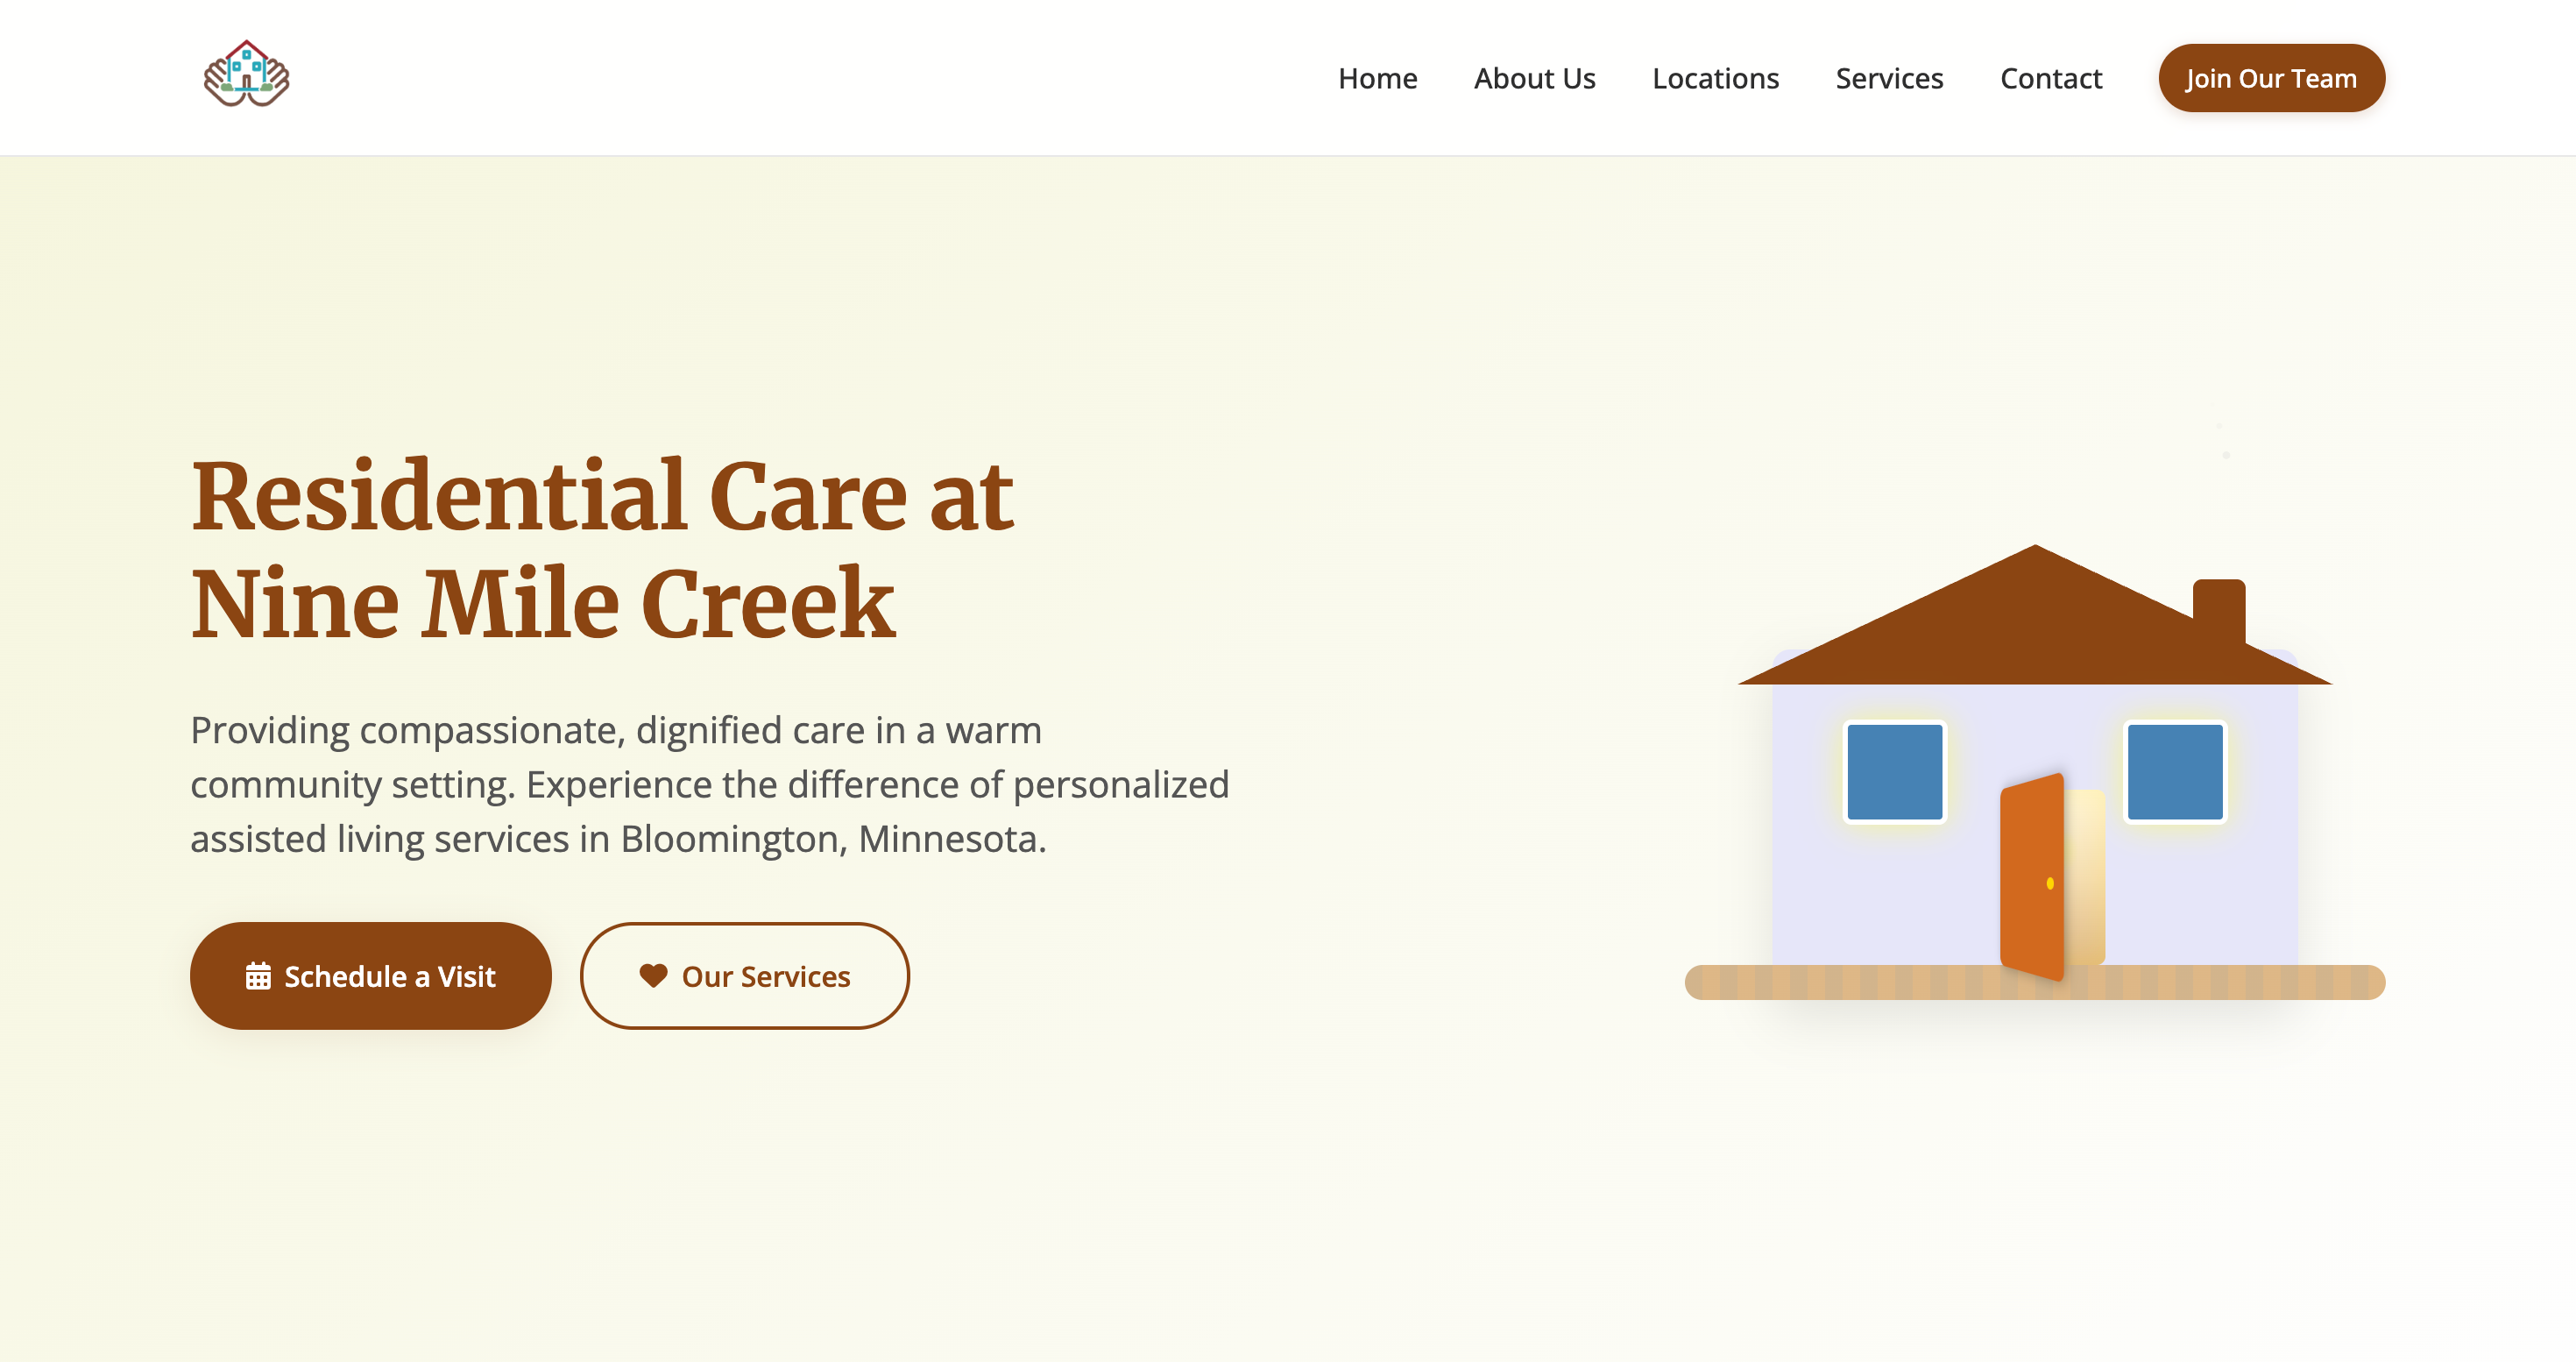 Home About Us Locations Services Contact Join Our Team
Residential Care at
Nine Mile Creek
Providing compassionate, dignified care in a warm
community setting. Experience the difference of personalized
assisted living services in Bloomington, Minnesota.
Schedule a Visit Our Services